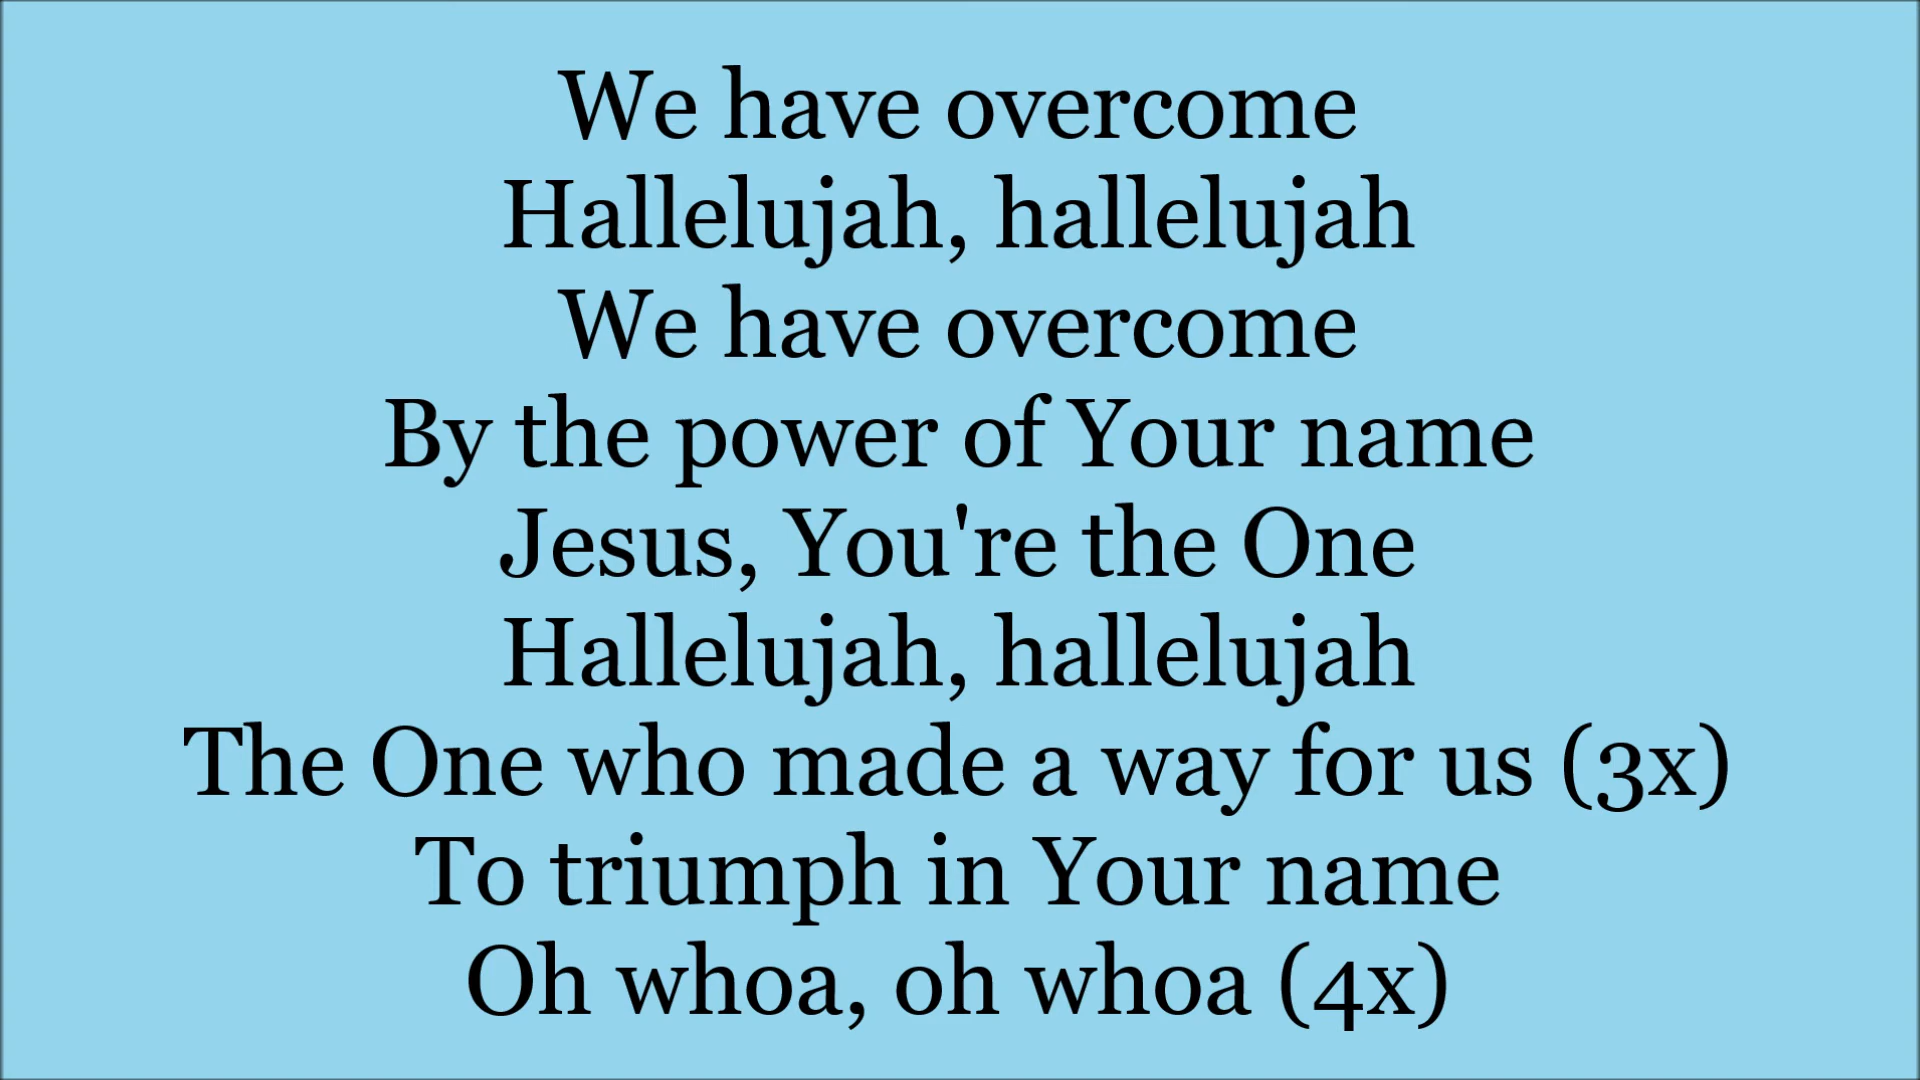 We have overcome
Hallelujah, hallelujah
We have overcome
By the power of Your name
Jesus, You're the One
Hallelujah, hallelujah
The One who made a way for us (3x)
To triumph in Your name
Oh whoa, oh whoa (4x)